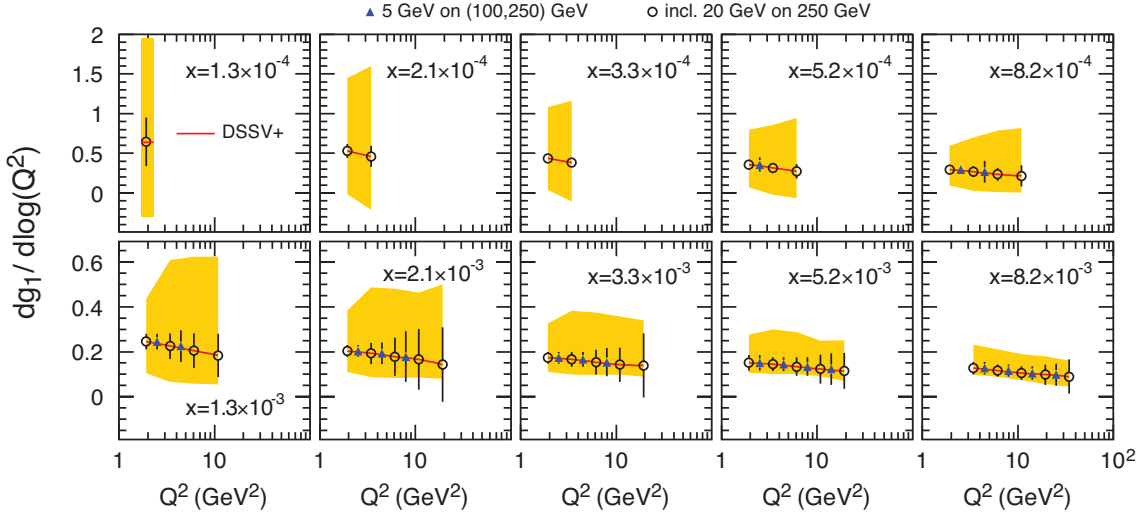 ▲ 5 GeV on (100,250) GeV ○ incl. 20 GeV on 250 GeV
dg₁/ dlog(Q²)
2
1.5
1
0.5
0
x=1.3×10⁻⁴
DSSV+
x=2.1×10⁻⁴
x=3.3×10⁻⁴
x=5.2×10⁻⁴
x=8.2×10⁻⁴
0.6
0.4
0.2
0
x=1.3×10⁻³
x=2.1×10⁻³
x=3.3×10⁻³
x=5.2×10⁻³
x=8.2×10⁻³
1 10 1 10 1 10 1 10 1 10 10²
Q² (GeV²) Q² (GeV²) Q² (GeV²) Q² (GeV²) Q² (GeV²)